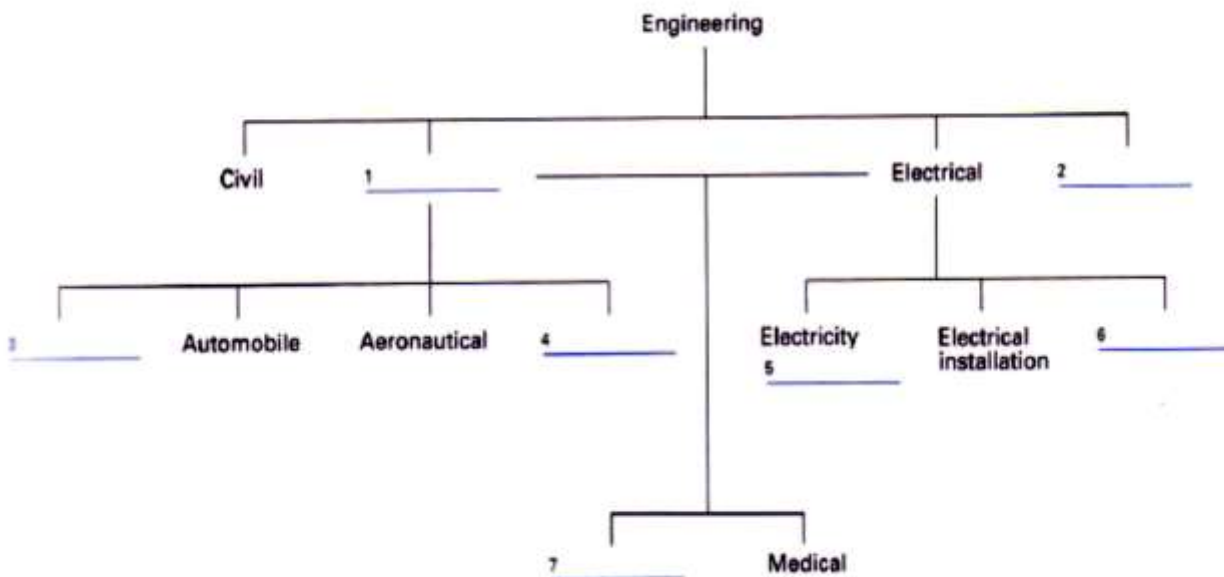 Engineering
Civil
1
Electrical
2
3
Automobile
Aeronautical
4
Electricity
5
Electrical
installation
6
7
Medical